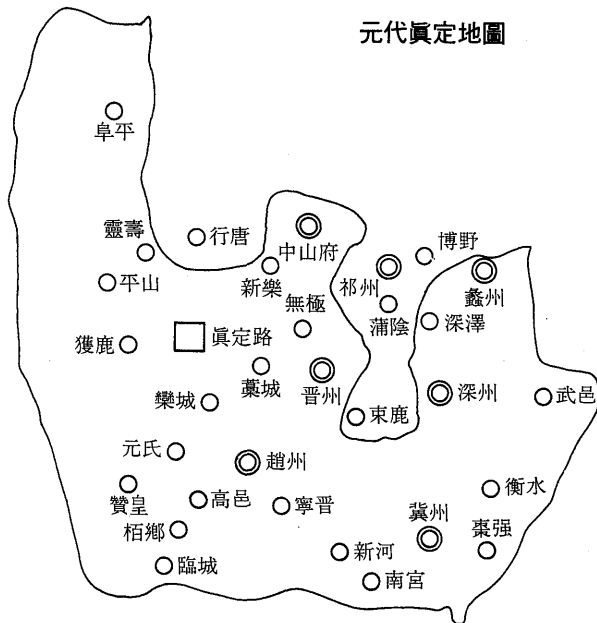 元代眞定地圖
阜平
靈壽
行唐
中山府
博野
平山
新樂
祁州
蠡州
無極
蒲陰
深澤
獲鹿
眞定路
藁城
晋州
深州
武邑
欒城
束鹿
元氏
趙州
贊皇
高邑
寧晋
衡水
栢鄉
冀州
棗强
臨城
新河
南宮